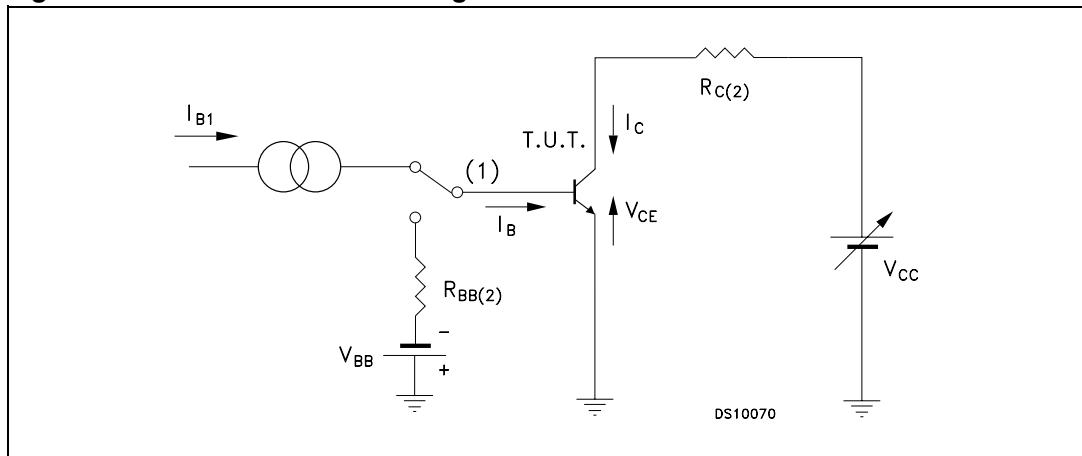 I_B1
R_C(2)
I_C
T.U.T.
(1)
I_B
V_CE
R_BB(2)
V_CC
-
V_BB
+
DS10070